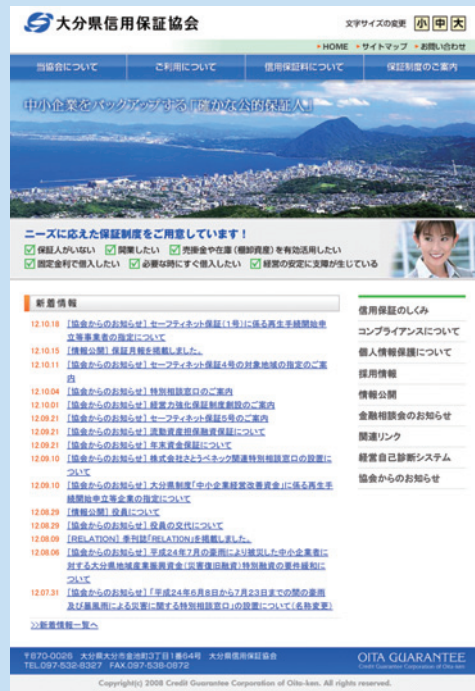 大分県信用保証協会
文字サイズの変更 小 中 大
HOME サイトマップ お問い合わせ
当協会について ご利用について 信用保証料について 保証制度のご案内
中小企業をバックアップする「確かな公的保証人」
ニーズに応えた保証制度をご用意しています！
保証人がいない 開業したい 売掛金や在庫（棚卸資産）を有効活用したい
固定金利で借入したい 必要な時にすぐ借入したい 経営の安定に支障が生じている
新着情報
12.10.18 [協会からのお知らせ] セーフティネット保証（1号）に係る再生手続開始申
立等事業者の指定について
12.10.15 [情報公開] 保証月報を掲載しました。
12.10.11 [協会からのお知らせ] セーフティネット保証4号の対象地域の指定のご案
内
12.10.04 [協会からのお知らせ] 特別相談窓口のご案内
12.10.01 [協会からのお知らせ] 経営力強化保証制度創設のご案内
12.09.21 [協会からのお知らせ] セーフティネット保証5号のご案内
12.09.21 [協会からのお知らせ] 流動資産担保融資保証について
12.09.21 [協会からのお知らせ] 年末資金保証について
12.09.10 [協会からのお知らせ] 株式会社さとうベネック関連特別相談窓口の設置に
ついて
12.09.10 [協会からのお知らせ] 大分県制度「中小企業経営改善資金」に係る再生手
続開始申立等企業の指定について
12.08.29 [情報公開] 役員について
12.08.29 [協会からのお知らせ] 役員の交代について
12.08.09 [RELATION] 季刊誌「RELATION」を掲載しました。
12.08.06 [協会からのお知らせ] 平成24年7月の豪雨により被災した中小企業者に
対する大分県地域産業振興資金（災害復旧融資）特別融資の要件緩和に
ついて
12.07.31 [協会からのお知らせ] 「平成24年6月8日から7月23日までの間の豪雨
及び暴風雨による災害に関する特別相談窓口」の設置について（名称変更）
>>新着情報一覧へ
信用保証のしくみ
コンプライアンスについて
個人情報保護について
採用情報
情報公開
金融相談会のお知らせ
関連リンク
経営自己診断システム
協会からのお知らせ
〒870-0026 大分県大分市金池町3丁目1番64号 大分県信用保証協会
TEL.097-532-8327 FAX.097-538-0872
OITA GUARANTEE
Credit Guarantee Corporation of Oita-ken
Copyright(c) 2008 Credit Guarantee Corporation of Oita-ken. All rights reserved.